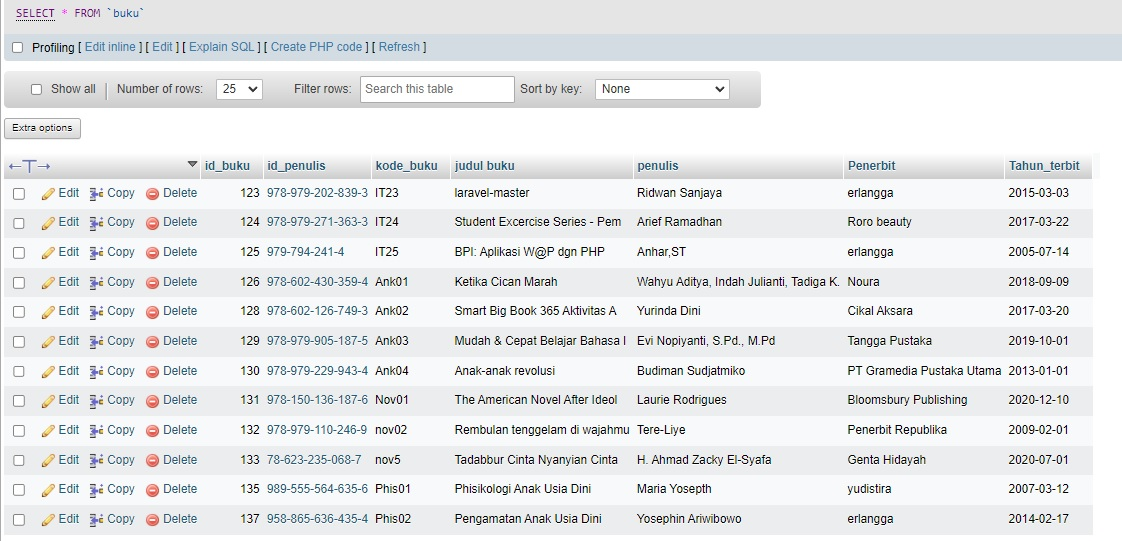 SELECT * FROM `buku`
Profiling [ Edit inline ] [ Edit ] [ Explain SQL ] [ Create PHP code ] [ Refresh ]
Show all | Number of rows: 25 Filter rows: Search this table Sort by key: None
Extra options
←T→ id_buku id_penulis kode_buku judul buku penulis Penerbit Tahun_terbit
Edit Copy Delete 123 978-979-202-839-3 IT23 laravel-master Ridwan Sanjaya erlangga 2015-03-03
Edit Copy Delete 124 978-979-271-363-3 IT24 Student Excercise Series - Pem Arief Ramadhan Roro beauty 2017-03-22
Edit Copy Delete 125 979-794-241-4 IT25 BPI: Aplikasi W@P dgn PHP Anhar,ST erlangga 2005-07-14
Edit Copy Delete 126 978-602-430-359-4 Ank01 Ketika Cican Marah Wahyu Aditya, Indah Julianti, Tadiga K. Noura 2018-09-09
Edit Copy Delete 128 978-602-126-749-3 Ank02 Smart Big Book 365 Aktivitas A Yurinda Dini Cikal Aksara 2017-03-20
Edit Copy Delete 129 978-979-905-187-5 Ank03 Mudah & Cepat Belajar Bahasa I Evi Nopiyanti, S.Pd., M.Pd Tangga Pustaka 2019-10-01
Edit Copy Delete 130 978-979-229-943-4 Ank04 Anak-anak revolusi Budiman Sudjatmiko PT Gramedia Pustaka Utama 2013-01-01
Edit Copy Delete 131 978-150-136-187-6 Nov01 The American Novel After Ideol Laurie Rodrigues Bloomsbury Publishing 2020-12-10
Edit Copy Delete 132 978-979-110-246-9 nov02 Rembulan tenggelam di wajahmu Tere-Liye Penerbit Republika 2009-02-01
Edit Copy Delete 133 78-623-235-068-7 nov5 Tadabbur Cinta Nyanyian Cinta H. Ahmad Zacky El-Syafa Genta Hidayah 2020-07-01
Edit Copy Delete 135 989-555-564-635-6 Phis01 Phisikologi Anak Usia Dini Maria Yosepth yudistira 2007-03-12
Edit Copy Delete 137 958-865-636-435-4 Phis02 Pengamatan Anak Usia Dini Yosephin Ariwibowo erlangga 2014-02-17